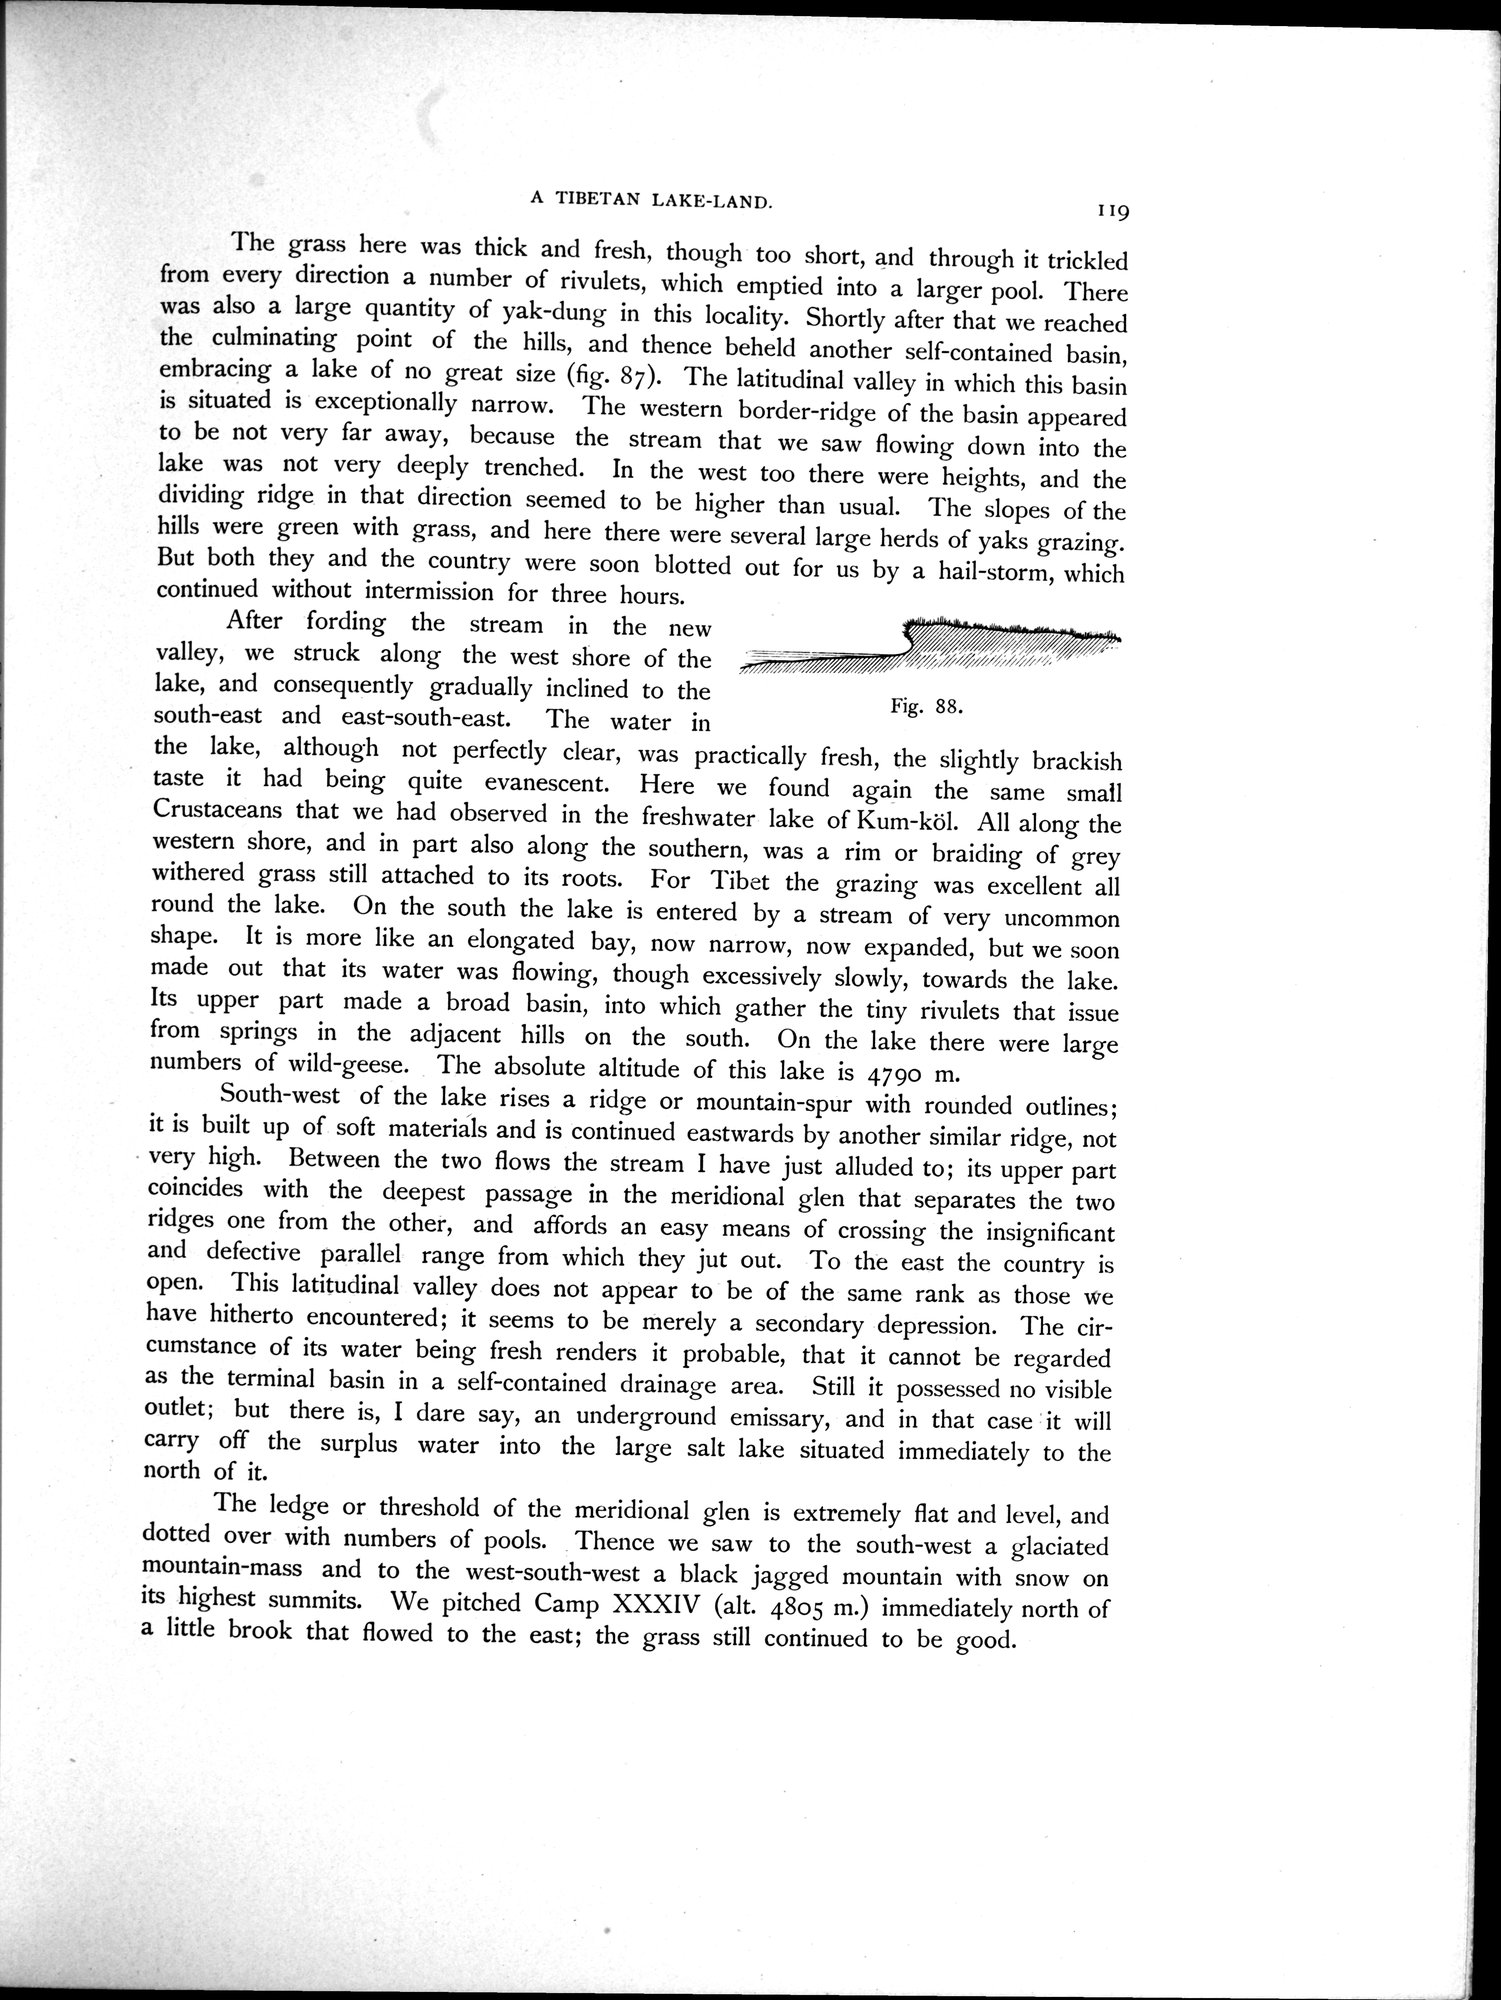 A TIBETAN LAKE-LAND.
119
The grass here was thick and fresh, though too short, and through it trickled
from every direction a number of rivulets, which emptied into a larger pool. There
was also a large quantity of yak-dung in this locality. Shortly after that we reached
the culminating point of the hills, and thence beheld another self-contained basin,
embracing a lake of no great size (fig. 87). The latitudinal valley in which this basin
is situated is exceptionally narrow. The western border-ridge of the basin appeared
to be not very far away, because the stream that we saw flowing down into the
lake was not very deeply trenched. In the west too there were heights, and the
dividing ridge in that direction seemed to be higher than usual. The slopes of the
hills were green with grass, and here there were several large herds of yaks grazing.
But both they and the country were soon blotted out for us by a hail-storm, which
continued without intermission for three hours.
After fording the stream in the new
valley, we struck along the west shore of the
lake, and consequently gradually inclined to the
south-east and east-south-east. The water in
Fig. 88.
the lake, although not perfectly clear, was practically fresh, the slightly brackish
taste it had being quite evanescent. Here we found again the same small
Crustaceans that we had observed in the freshwater lake of Kum-köl. All along the
western shore, and in part also along the southern, was a rim or braiding of grey
withered grass still attached to its roots. For Tibet the grazing was excellent all
round the lake. On the south the lake is entered by a stream of very uncommon
shape. It is more like an elongated bay, now narrow, now expanded, but we soon
made out that its water was flowing, though excessively slowly, towards the lake.
Its upper part made a broad basin, into which gather the tiny rivulets that issue
from springs in the adjacent hills on the south. On the lake there were large
numbers of wild-geese. The absolute altitude of this lake is 4790 m.
South-west of the lake rises a ridge or mountain-spur with rounded outlines;
it is built up of soft materials and is continued eastwards by another similar ridge, not
very high. Between the two flows the stream I have just alluded to; its upper part
coincides with the deepest passage in the meridional glen that separates the two
ridges one from the other, and affords an easy means of crossing the insignificant
and defective parallel range from which they jut out. To the east the country is
open. This latitudinal valley does not appear to be of the same rank as those we
have hitherto encountered; it seems to be merely a secondary depression. The cir-
cumstance of its water being fresh renders it probable, that it cannot be regarded
as the terminal basin in a self-contained drainage area. Still it possessed no visible
outlet; but there is, I dare say, an underground emissary, and in that case it will
carry off the surplus water into the large salt lake situated immediately to the
north of it.
The ledge or threshold of the meridional glen is extremely flat and level, and
dotted over with numbers of pools. Thence we saw to the south-west a glaciated
mountain-mass and to the west-south-west a black jagged mountain with snow on
its highest summits. We pitched Camp XXXIV (alt. 4805 m.) immediately north of
a little brook that flowed to the east; the grass still continued to be good.